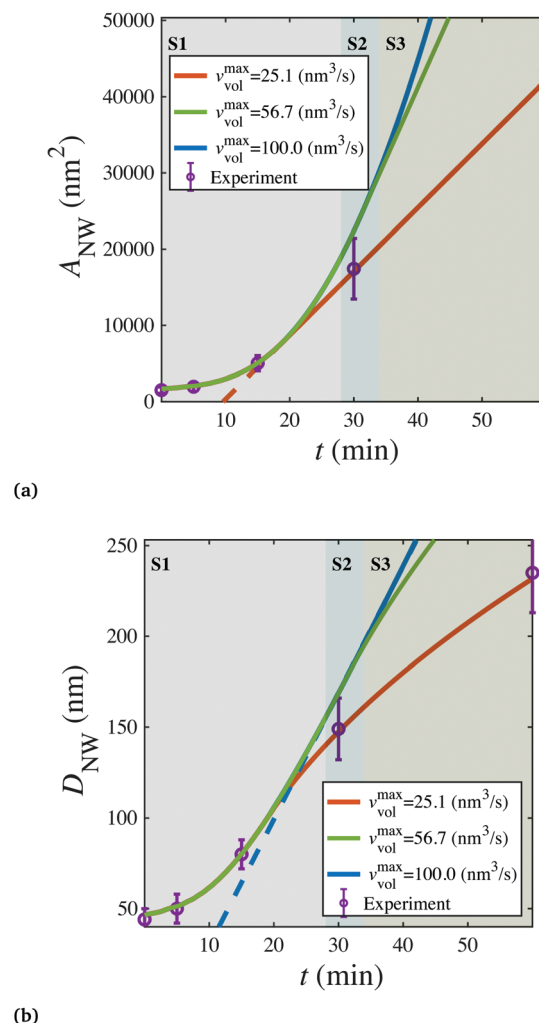 50000
40000
30000
20000
10000
0
A_NW (nm²)
S1 S2 S3
v_vol^max=25.1 (nm³/s)
v_vol^max=56.7 (nm³/s)
v_vol^max=100.0 (nm³/s)
Experiment
10 20 30 40 50
t (min)
(a)
250
200
150
100
50
D_NW (nm)
S1 S2 S3
v_vol^max=25.1 (nm³/s)
v_vol^max=56.7 (nm³/s)
v_vol^max=100.0 (nm³/s)
Experiment
10 20 30 40 50
t (min)
(b)